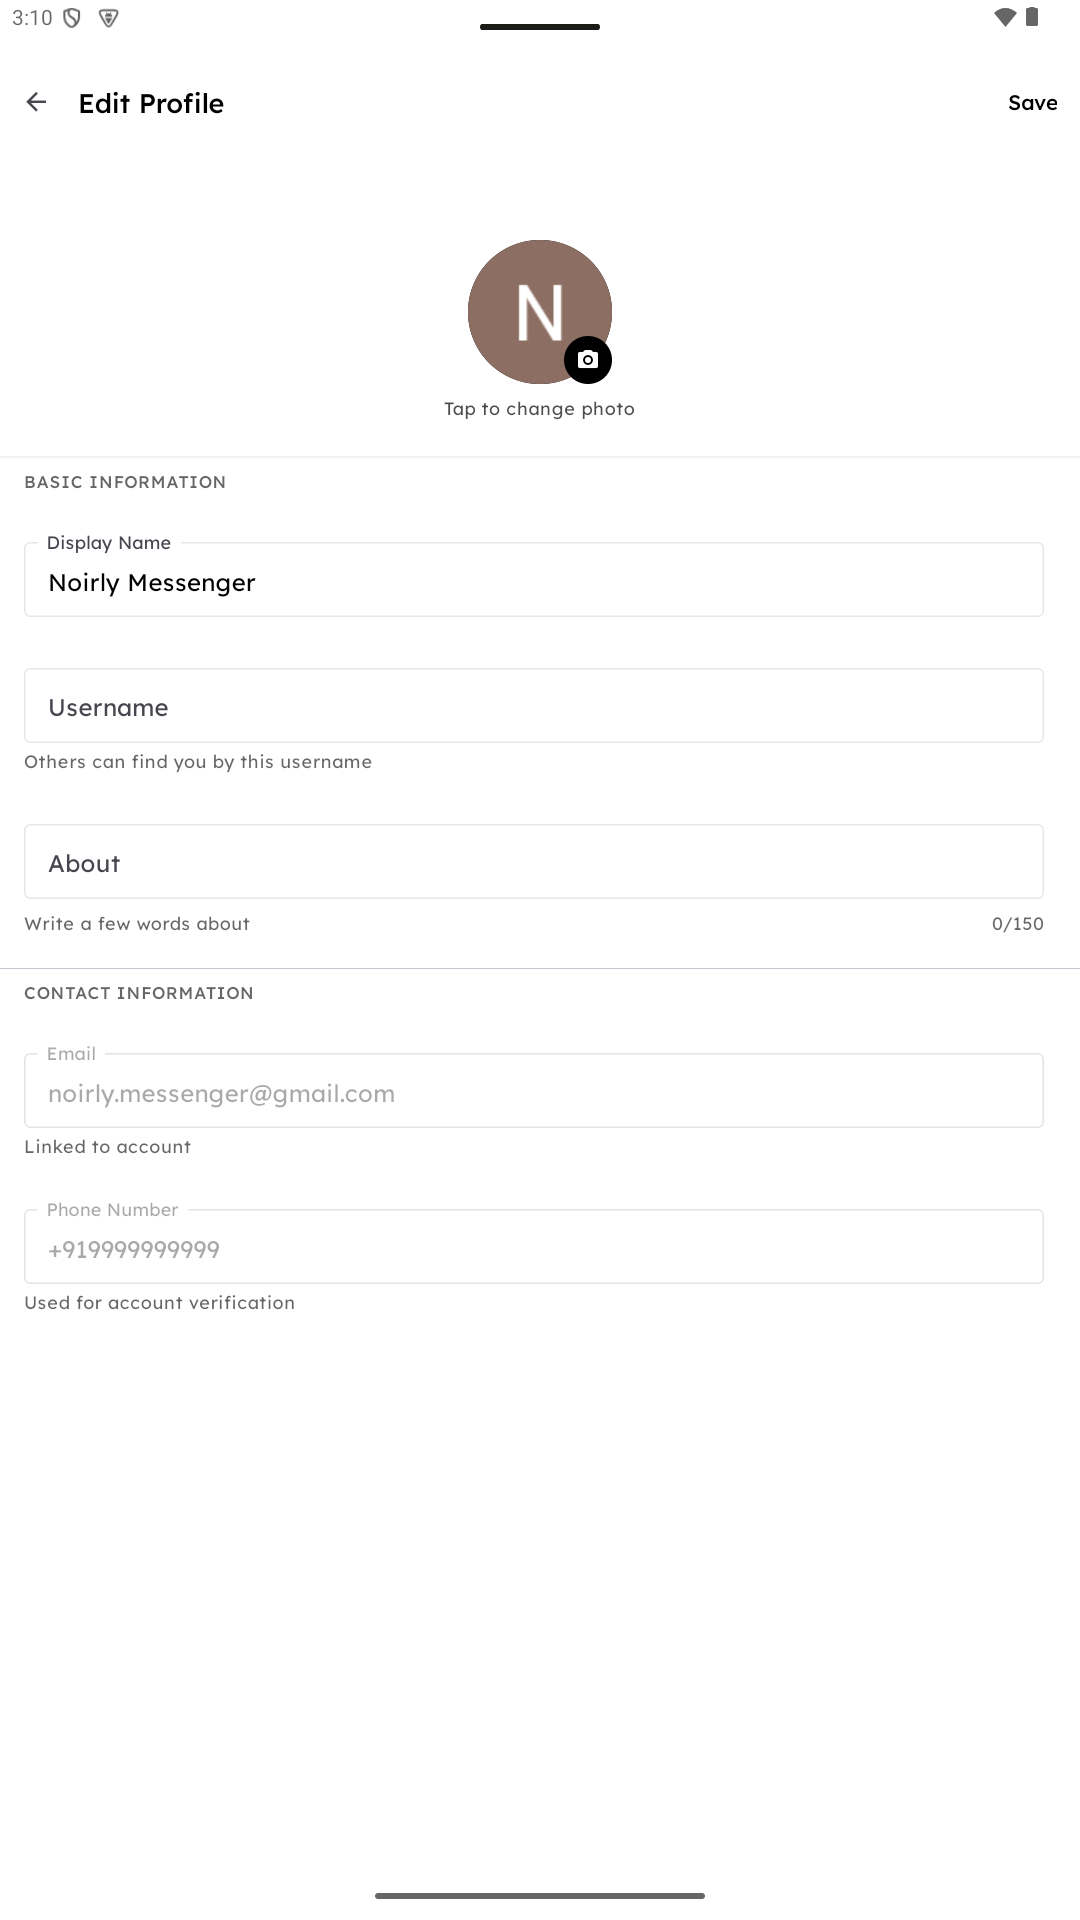 3:10
Edit Profile
Save
N
Tap to change photo
BASIC INFORMATION
Display Name
Noirly Messenger
Username
Others can find you by this username
About
Write a few words about
0/150
CONTACT INFORMATION
Email
noirly.messenger@gmail.com
Linked to account
Phone Number
+919999999999
Used for account verification